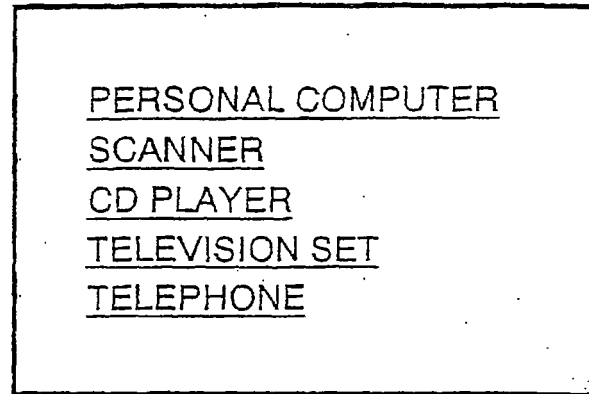 PERSONAL COMPUTER
SCANNER
CD PLAYER
TELEVISION SET
TELEPHONE